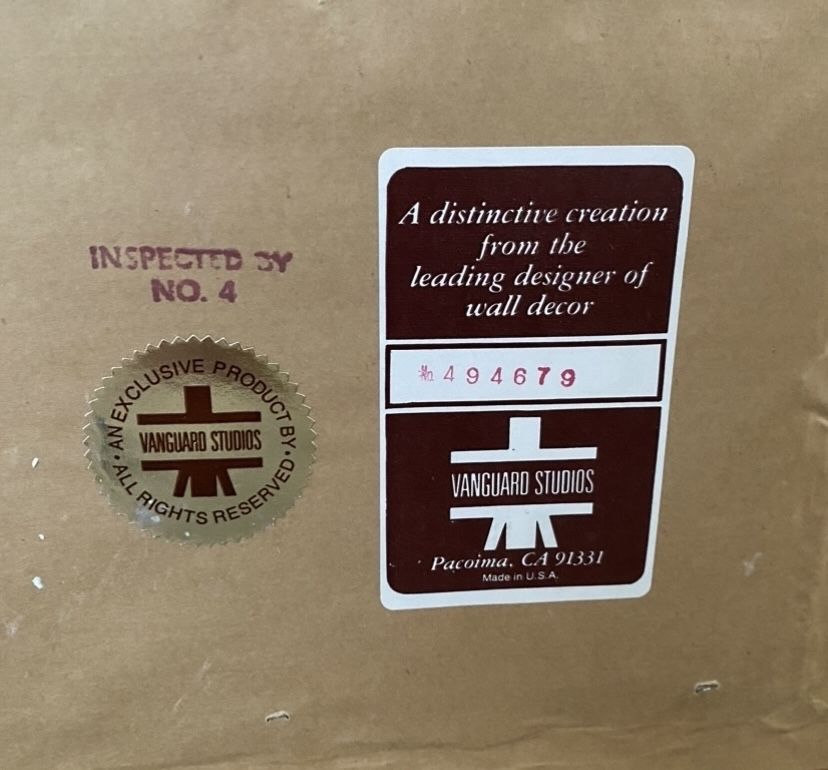 INSPECTED BY
NO. 4
AN EXCLUSIVE PRODUCT BY
VANGUARD STUDIOS
ALL RIGHTS RESERVED
A distinctive creation
from the
leading designer of
wall decor
№ 494679
VANGUARD STUDIOS
Pacoima, CA 91331
Made in U.S.A.